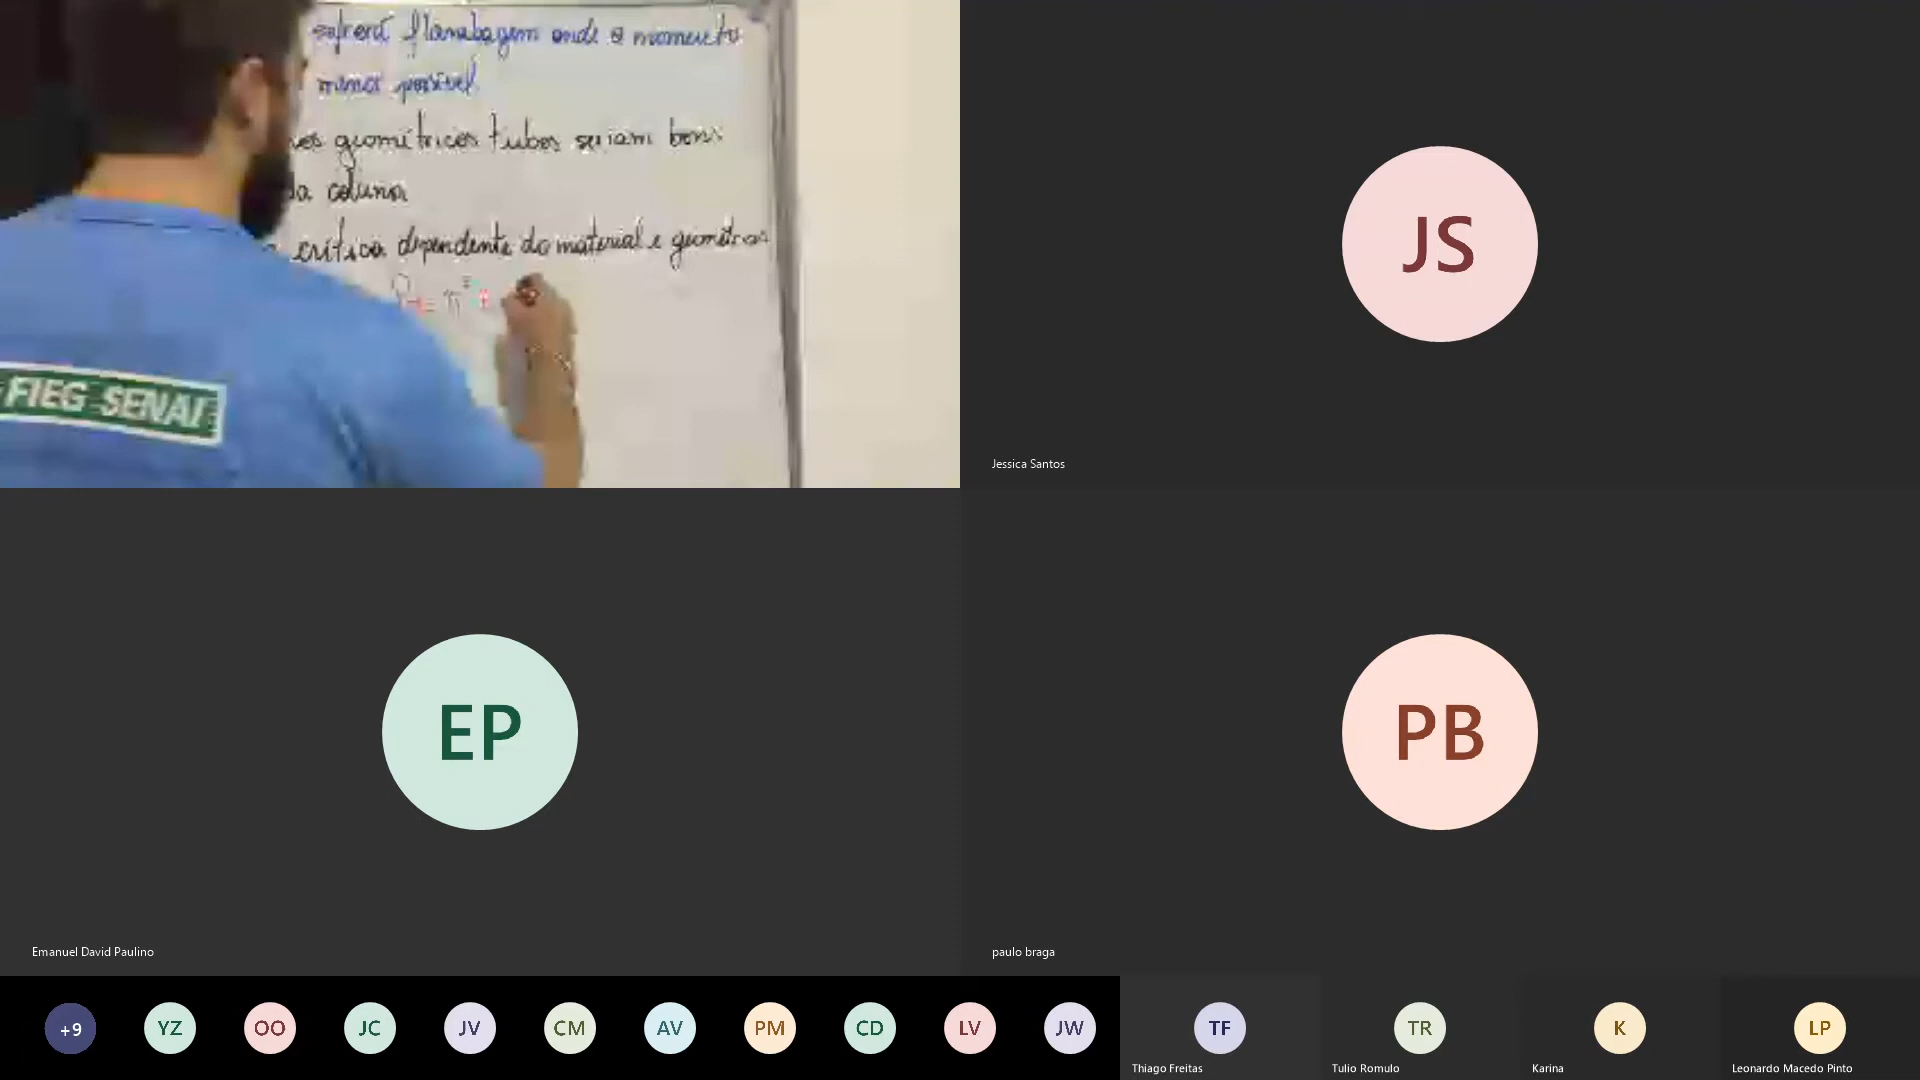 sofrerá flambagem onde o momento
menor possível.
geométricos tubos seriam bons
da coluna
crítica dependente do material e
= π²
FIEG SENAI
JS
Jessica Santos
EP
Emanuel David Paulino
PB
paulo braga
+9
YZ
OO
JC
JV
CM
AV
PM
CD
LV
JW
TF
Thiago Freitas
TR
Tulio Romulo
K
Karina
LP
Leonardo Macedo Pinto